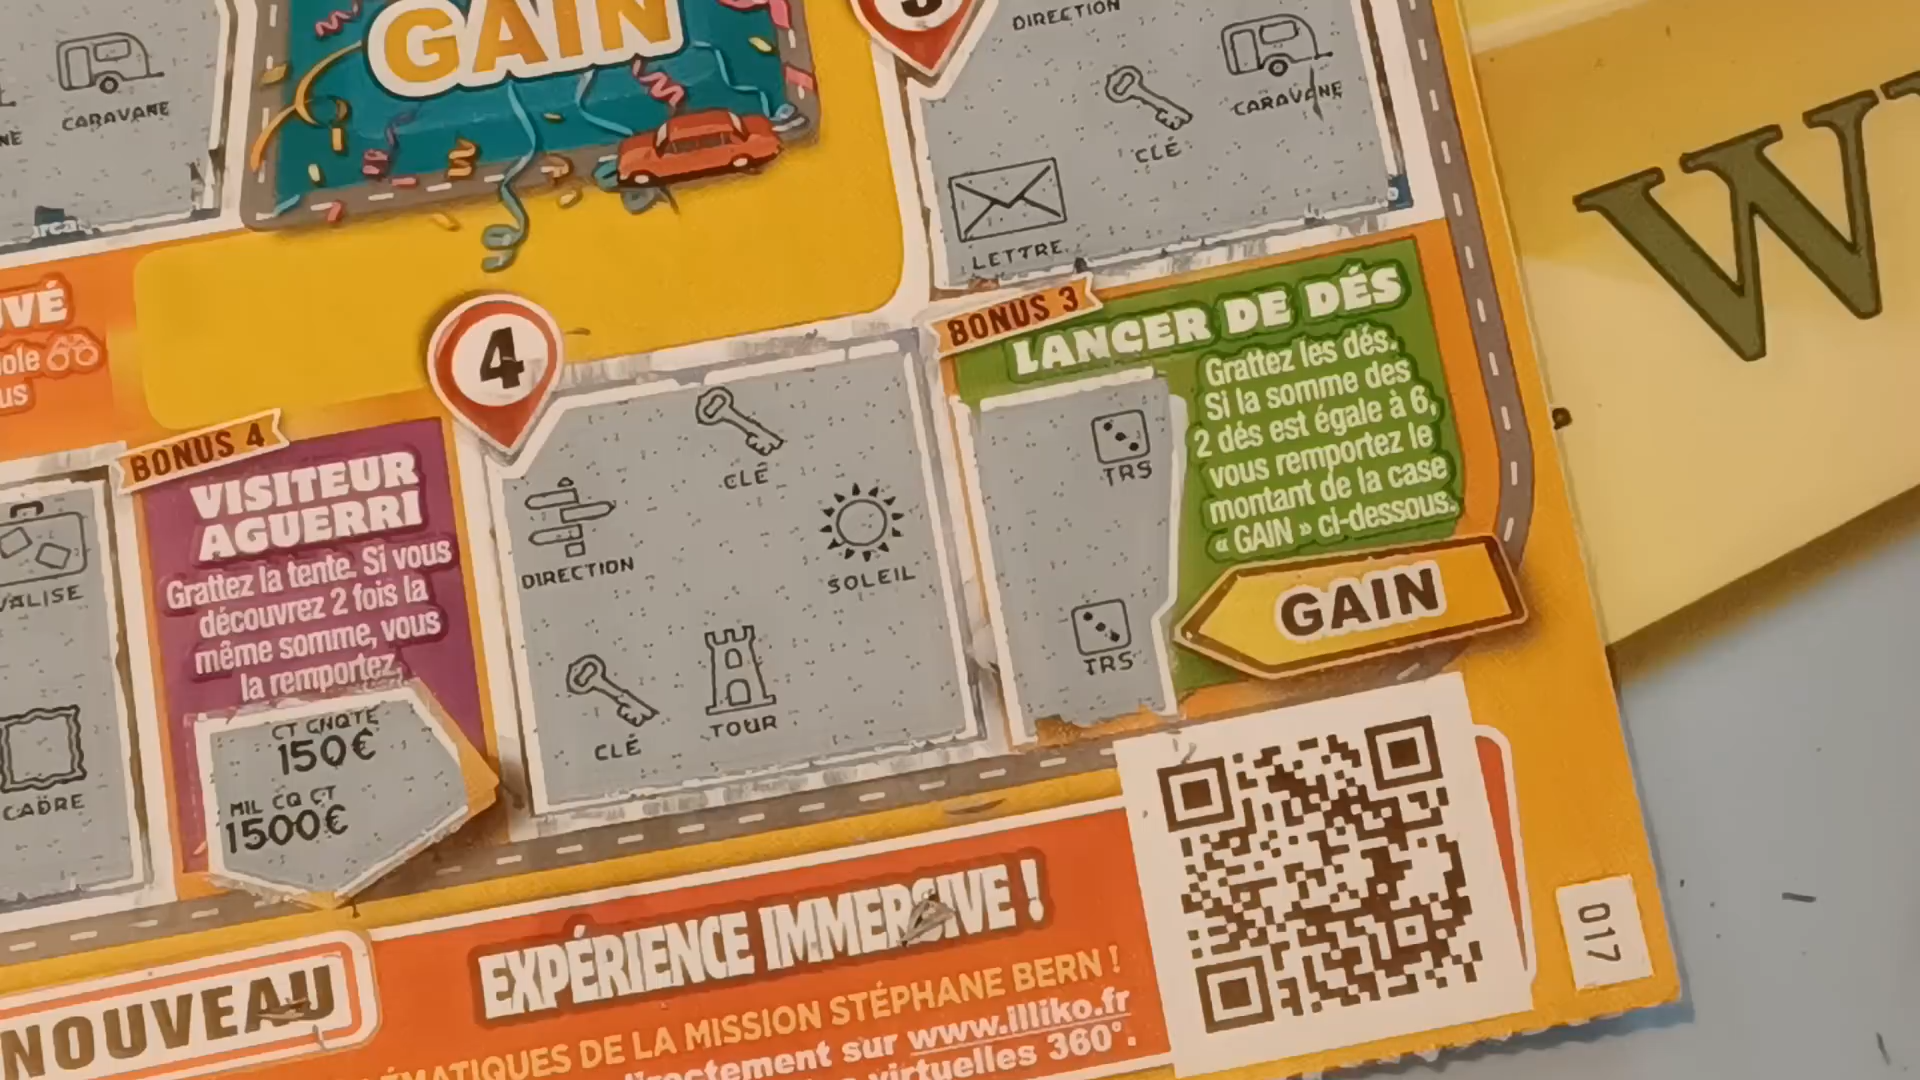 GAIN
DIRECTION
CARAVANE
CARAVANE
CLÉ
LETTRE
BONUS 3
LANCER DE DÉS
Grattez les dés.
Si la somme des
2 dés est égale à 6,
vous remportez le
montant de la case
« GAIN » ci-dessous.
TRS
TRS
GAIN
4
CLÉ
DIRECTION
SOLEIL
CLÉ
TOUR
BONUS 4
VISITEUR
AGUERRI
Grattez la tente. Si vous
découvrez 2 fois la
même somme, vous
la remportez.
CT CNQTE
150€
MIL CQ CT
1500€
CADRE
EXPÉRIENCE IMMERSIVE !
NOUVEAU
DE LA MISSION STÉPHANE BERN !
sur www.illiko.fr
virtuelles 360°.
017
W